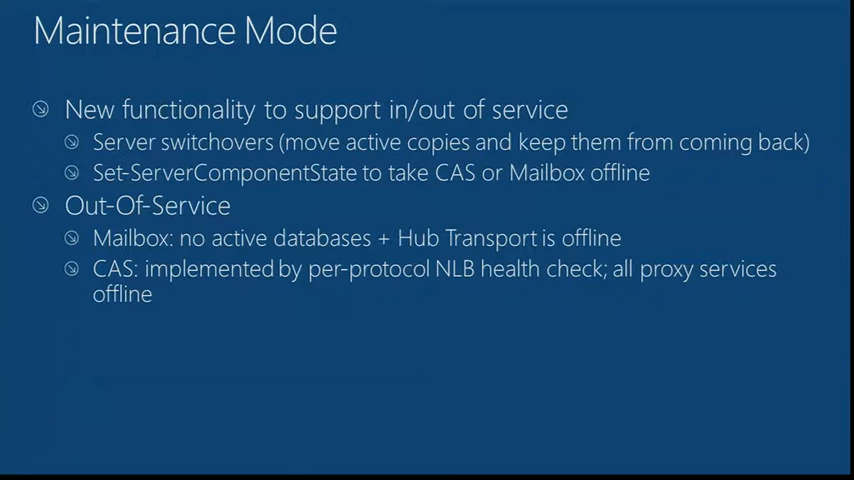 Maintenance Mode
New functionality to support in/out of service
Server switchovers (move active copies and keep them from coming back)
Set-ServerComponentState to take CAS or Mailbox offline
Out-Of-Service
Mailbox: no active databases + Hub Transport is offline
CAS: implemented by per-protocol NLB health check; all proxy services
offline